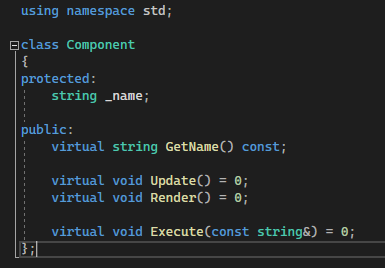 using namespace std;
class Component
{
protected:
string _name;
public:
virtual string GetName() const;
virtual void Update() = 0;
virtual void Render() = 0;
virtual void Execute(const string&) = 0;
};